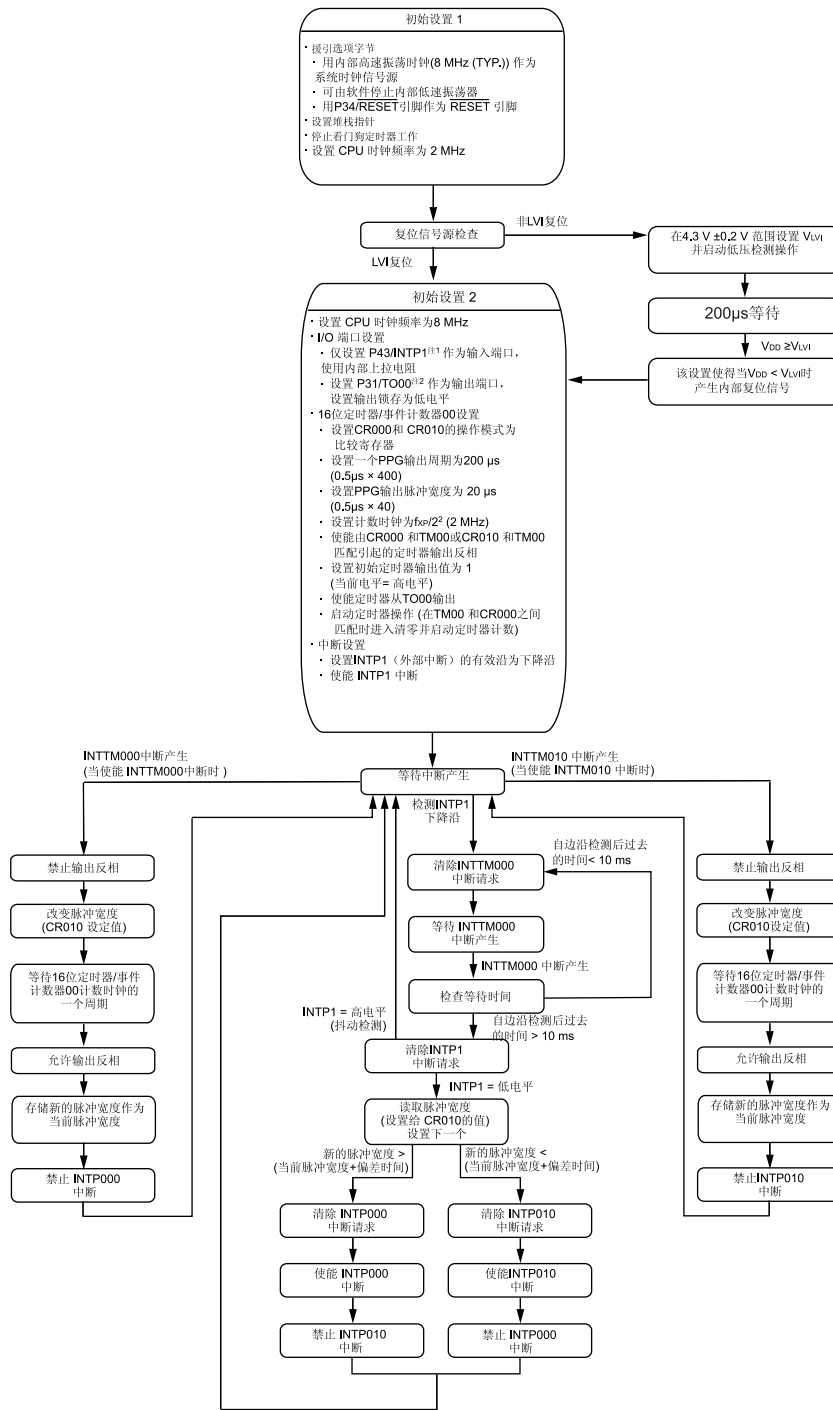 初始设置 1
· 援引选项字节
· 用内部高速振荡时钟(8 MHz (TYP.)) 作为
系统时钟信号源
· 可由软件停止内部低速振荡器
· 用P34/RESET引脚作为 RESET 引脚
· 设置堆栈指针
· 停止看门狗定时器工作
· 设置 CPU 时钟频率为 2 MHz
非LVI复位
复位信号源检查
LVI复位
在4.3 V ±0.2 V 范围设置 VLVI
并启动低压检测操作
200μs等待
VDD ≥VLVI
该设置使得当VDD < VLVI时
产生内部复位信号
初始设置 2
· 设置 CPU 时钟频率为8 MHz
· I/O 端口设置
· 仅设置 P43/INTP1注1 作为输入端口，
使用内部上拉电阻
· 设置 P31/TO00注2 作为输出端口，
设置输出锁存为低电平
· 16位定时器/事件计数器00设置
· 设置CR000和 CR010的操作模式为
比较寄存器
· 设置一个PPG输出周期为200 μs
(0.5μs × 400)
· 设置PPG输出脉冲宽度为 20 μs
(0.5μs × 40)
· 设置计数时钟为fXP/2² (2 MHz)
· 使能由CR000 和TM00或CR010 和TM00
匹配引起的定时器输出反相
· 设置初始定时器输出值为 1
(当前电平= 高电平)
· 使能定时器从TO00输出
· 启动定时器操作 (在TM00 和CR000之间
匹配时进入清零并启动定时器计数)
· 中断设置
· 设置INTP1（外部中断）的有效沿为下降沿
· 使能 INTP1 中断
INTTM000中断产生
(当使能 INTTM000中断时 )
等待中断产生
INTTM010 中断产生
(当使能 INTTM010 中断时)
检测INTP1
下降沿
禁止输出反相
改变脉冲宽度
(CR010 设定值)
等待16位定时器/事件
计数器00计数时钟的
一个周期
允许输出反相
存储新的脉冲宽度作为
当前脉冲宽度
禁止 INTP000
中断
清除INTTM000
中断请求
自边沿检测后过去
的时间< 10 ms
等待 INTTM000
中断产生
INTTM000 中断产生
检查等待时间
INTP1 = 高电平
(抖动检测)
自边沿检测后过去
的时间 > 10 ms
清除INTP1
中断请求
INTP1 = 低电平
读取脉冲宽度
(设置给 CR010的值)
设置下一个
新的脉冲宽度 >
(当前脉冲宽度+偏差时间)
新的脉冲宽度 <
(当前脉冲宽度+偏差时间)
清除 INTP000
中断请求
使能 INTP000
中断
禁止 INTP010
中断
清除 INTP010
中断请求
使能INTP010
中断
禁止 INTP000
中断
禁止输出反相
改变脉冲宽度
(CR010设定值)
等待16位定时器/事件
计数器00计数时钟的
一个周期
允许输出反相
存储新的脉冲宽度作为
当前脉冲宽度
禁止INTP010
中断